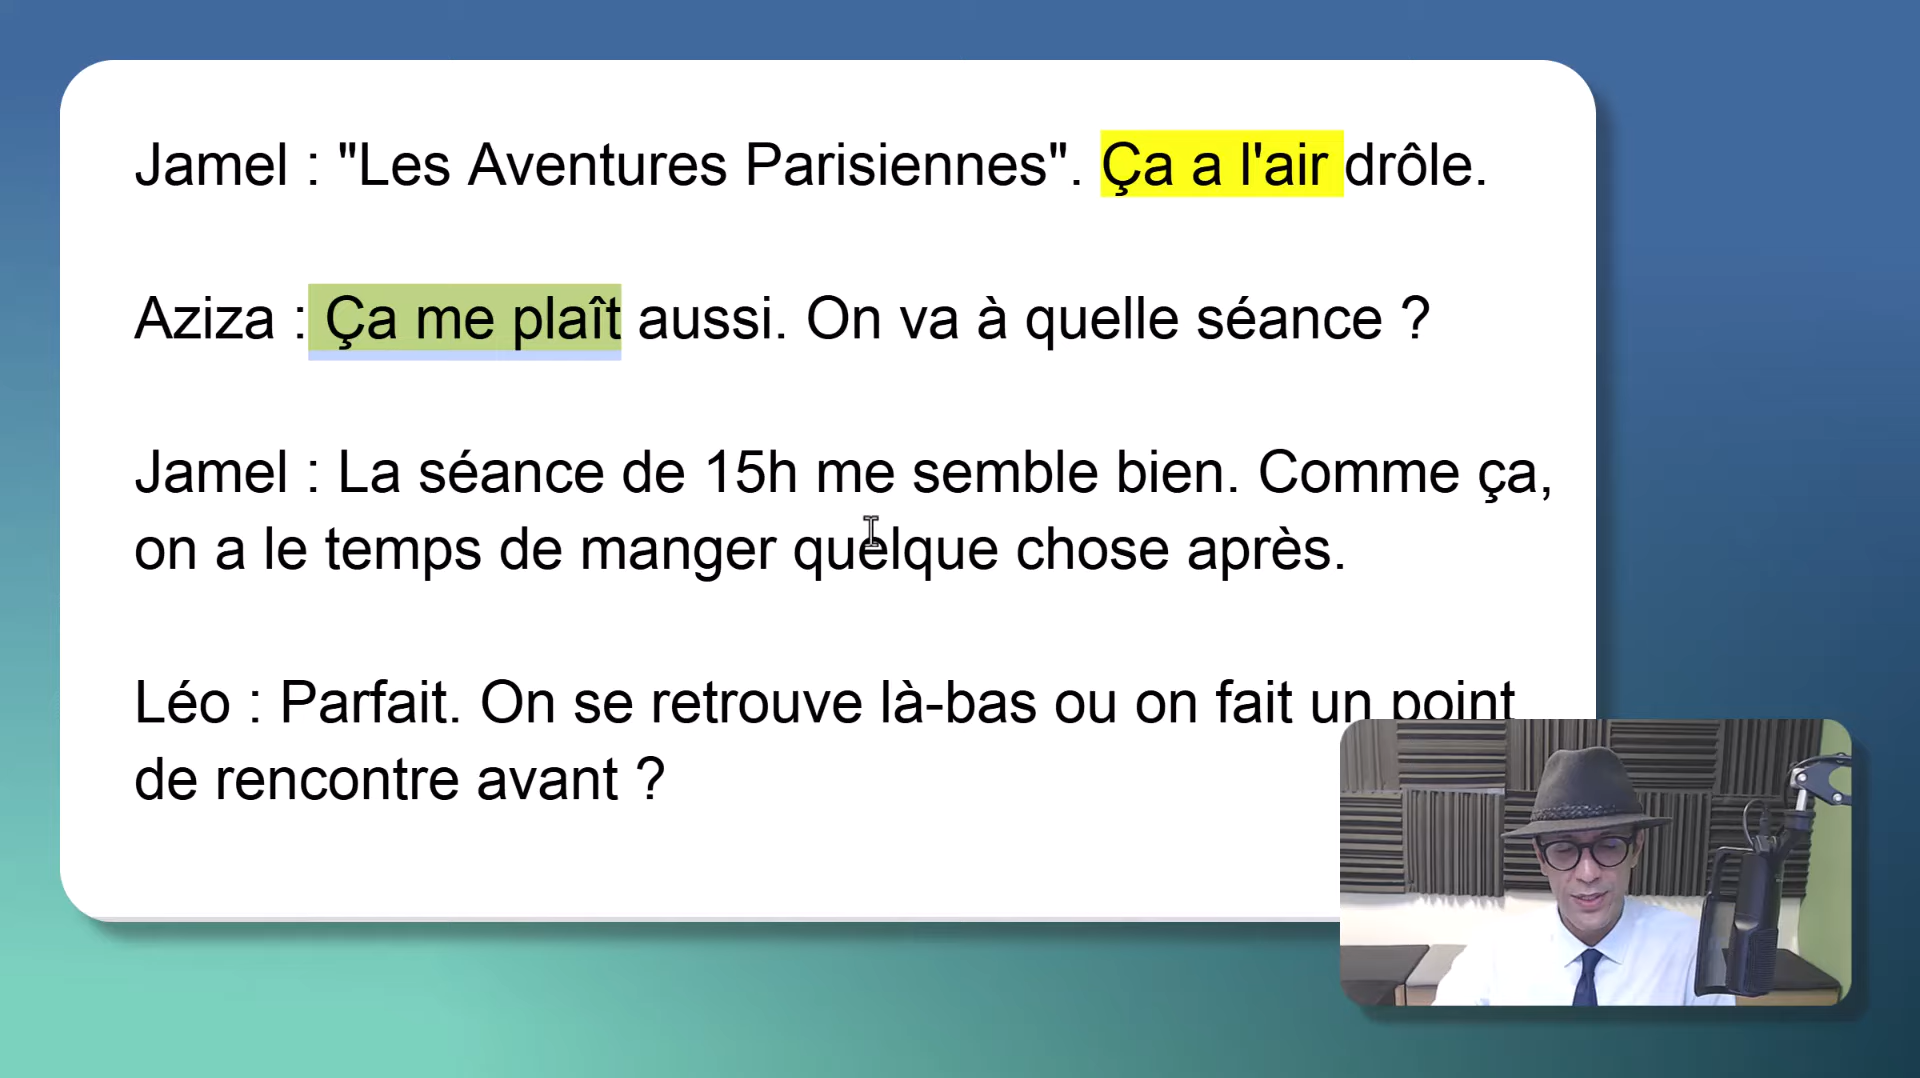 Jamel : "Les Aventures Parisiennes". Ça a l'air drôle.
Aziza : Ça me plaît aussi. On va à quelle séance ?
Jamel : La séance de 15h me semble bien. Comme ça,
on a le temps de manger quelque chose après.
Léo : Parfait. On se retrouve là-bas ou on fait un point
de rencontre avant ?